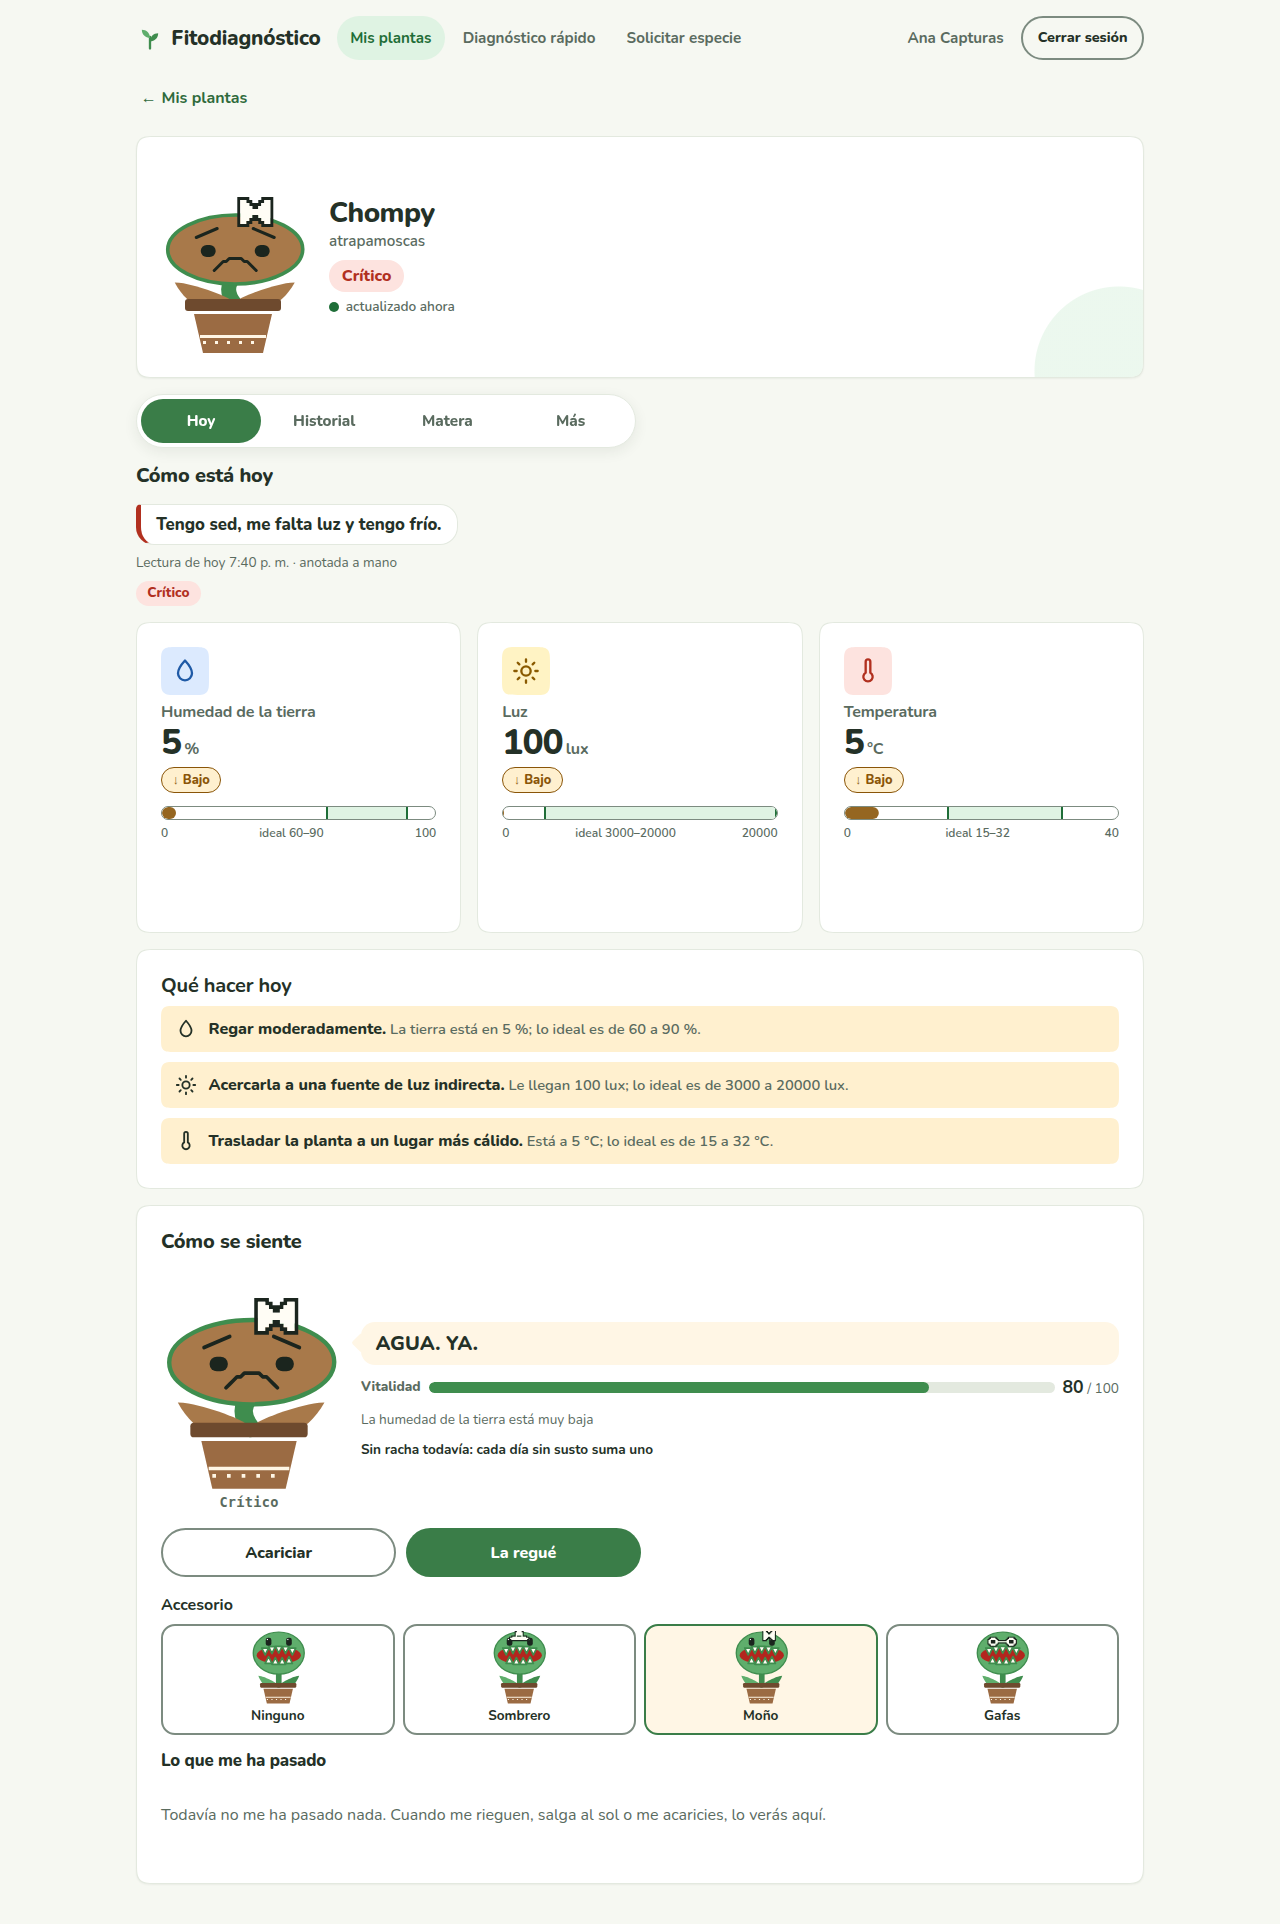 Fitodiagnóstico Mis plantas Diagnóstico rápido Solicitar especie Ana Capturas Cerrar sesión
← Mis plantas
Chompy
atrapamoscas
Crítico
actualizado ahora
Hoy Historial Matera Más
Cómo está hoy
Tengo sed, me falta luz y tengo frío.
Lectura de hoy 7:40 p. m. · anotada a mano
Crítico
Humedad de la tierra
5 %
↓ Bajo
0 ideal 60–90 100
Luz
100 lux
↓ Bajo
0 ideal 3000–20000 20000
Temperatura
5 °C
↓ Bajo
0 ideal 15–32 40
Qué hacer hoy
Regar moderadamente. La tierra está en 5 %; lo ideal es de 60 a 90 %.
Acercarla a una fuente de luz indirecta. Le llegan 100 lux; lo ideal es de 3000 a 20000 lux.
Trasladar la planta a un lugar más cálido. Está a 5 °C; lo ideal es de 15 a 32 °C.
Cómo se siente
AGUA. YA.
Vitalidad 80 / 100
La humedad de la tierra está muy baja
Sin racha todavía: cada día sin susto suma uno
Crítico
Acariciar La regué
Accesorio
Ninguno Sombrero Moño Gafas
Lo que me ha pasado
Todavía no me ha pasado nada. Cuando me rieguen, salga al sol o me acaricies, lo verás aquí.